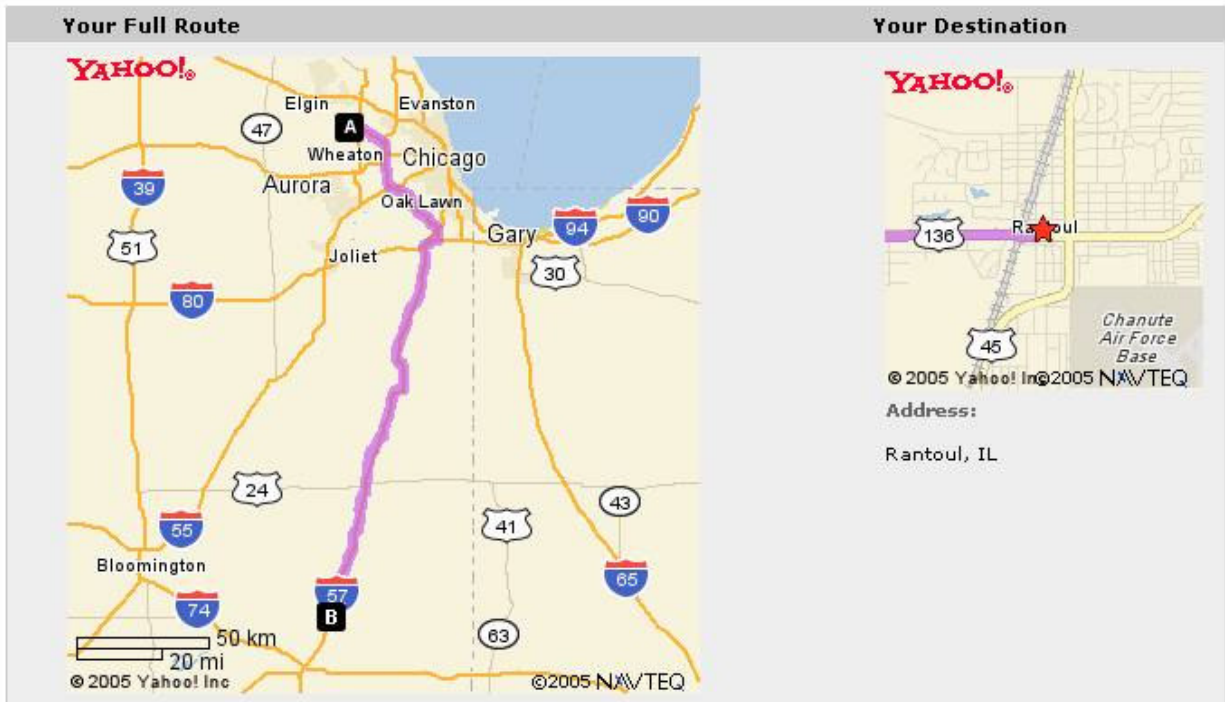 Your Full Route
Your Destination
YAHOO!®
Elgin
Evanston
47
A
Wheaton
Chicago
39
Aurora
Oak Lawn
94
90
51
Gary
Joliet
30
80
24
43
55
41
Bloomington
57
65
74
B
63
50 km
20 mi
© 2005 Yahoo! Inc
©2005 NAVTEQ
YAHOO!®
136
Rantoul
45
Chanute
Air Force
Base
© 2005 Yahoo! Inc ©2005 NAVTEQ
Address:
Rantoul, IL